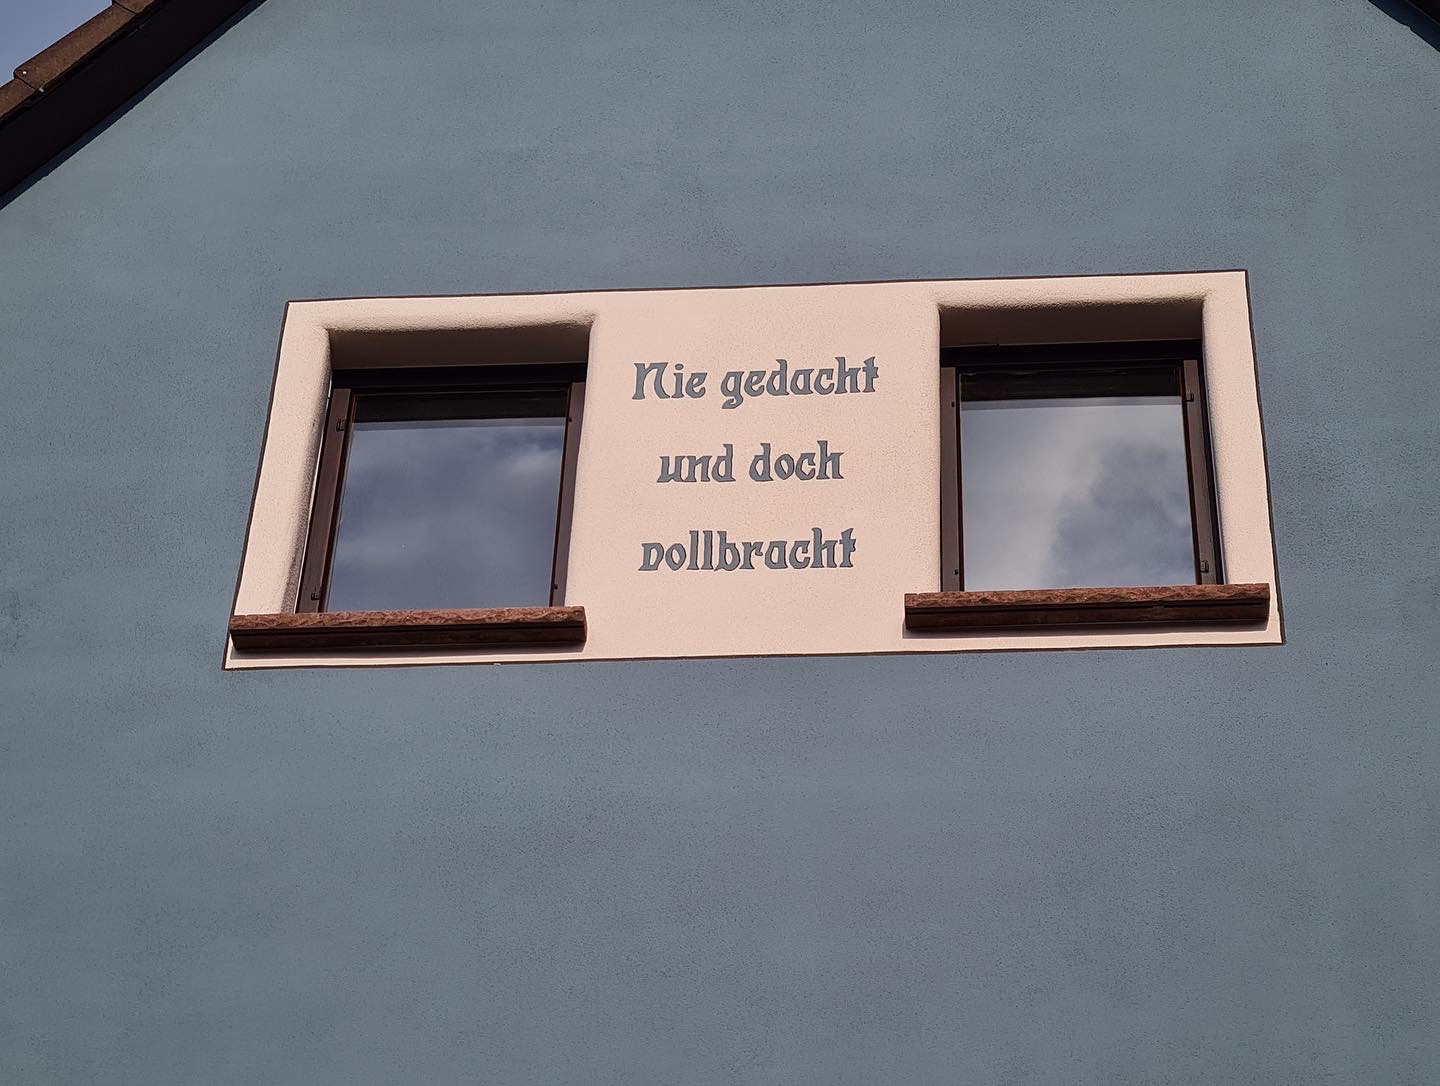 Nie gedacht
und doch
vollbracht